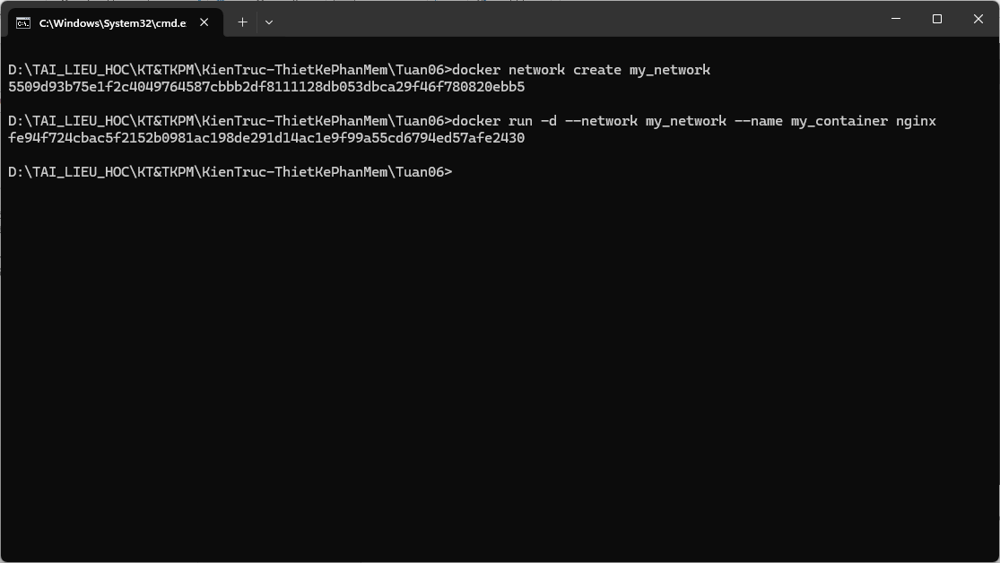 C:\Windows\System32\cmd.e
D:\TAI_LIEU_HOC\KT&TKPM\KienTruc-ThietKePhanMem\Tuan06>docker network create my_network
5509d93b75e1f2c4049764587cbbb2df8111128db053dbca29f46f780820ebb5
D:\TAI_LIEU_HOC\KT&TKPM\KienTruc-ThietKePhanMem\Tuan06>docker run -d --network my_network --name my_container nginx
fe94f724cbac5f2152b0981ac198de291d14ac1e9f99a55cd6794ed57afe2430
D:\TAI_LIEU_HOC\KT&TKPM\KienTruc-ThietKePhanMem\Tuan06>